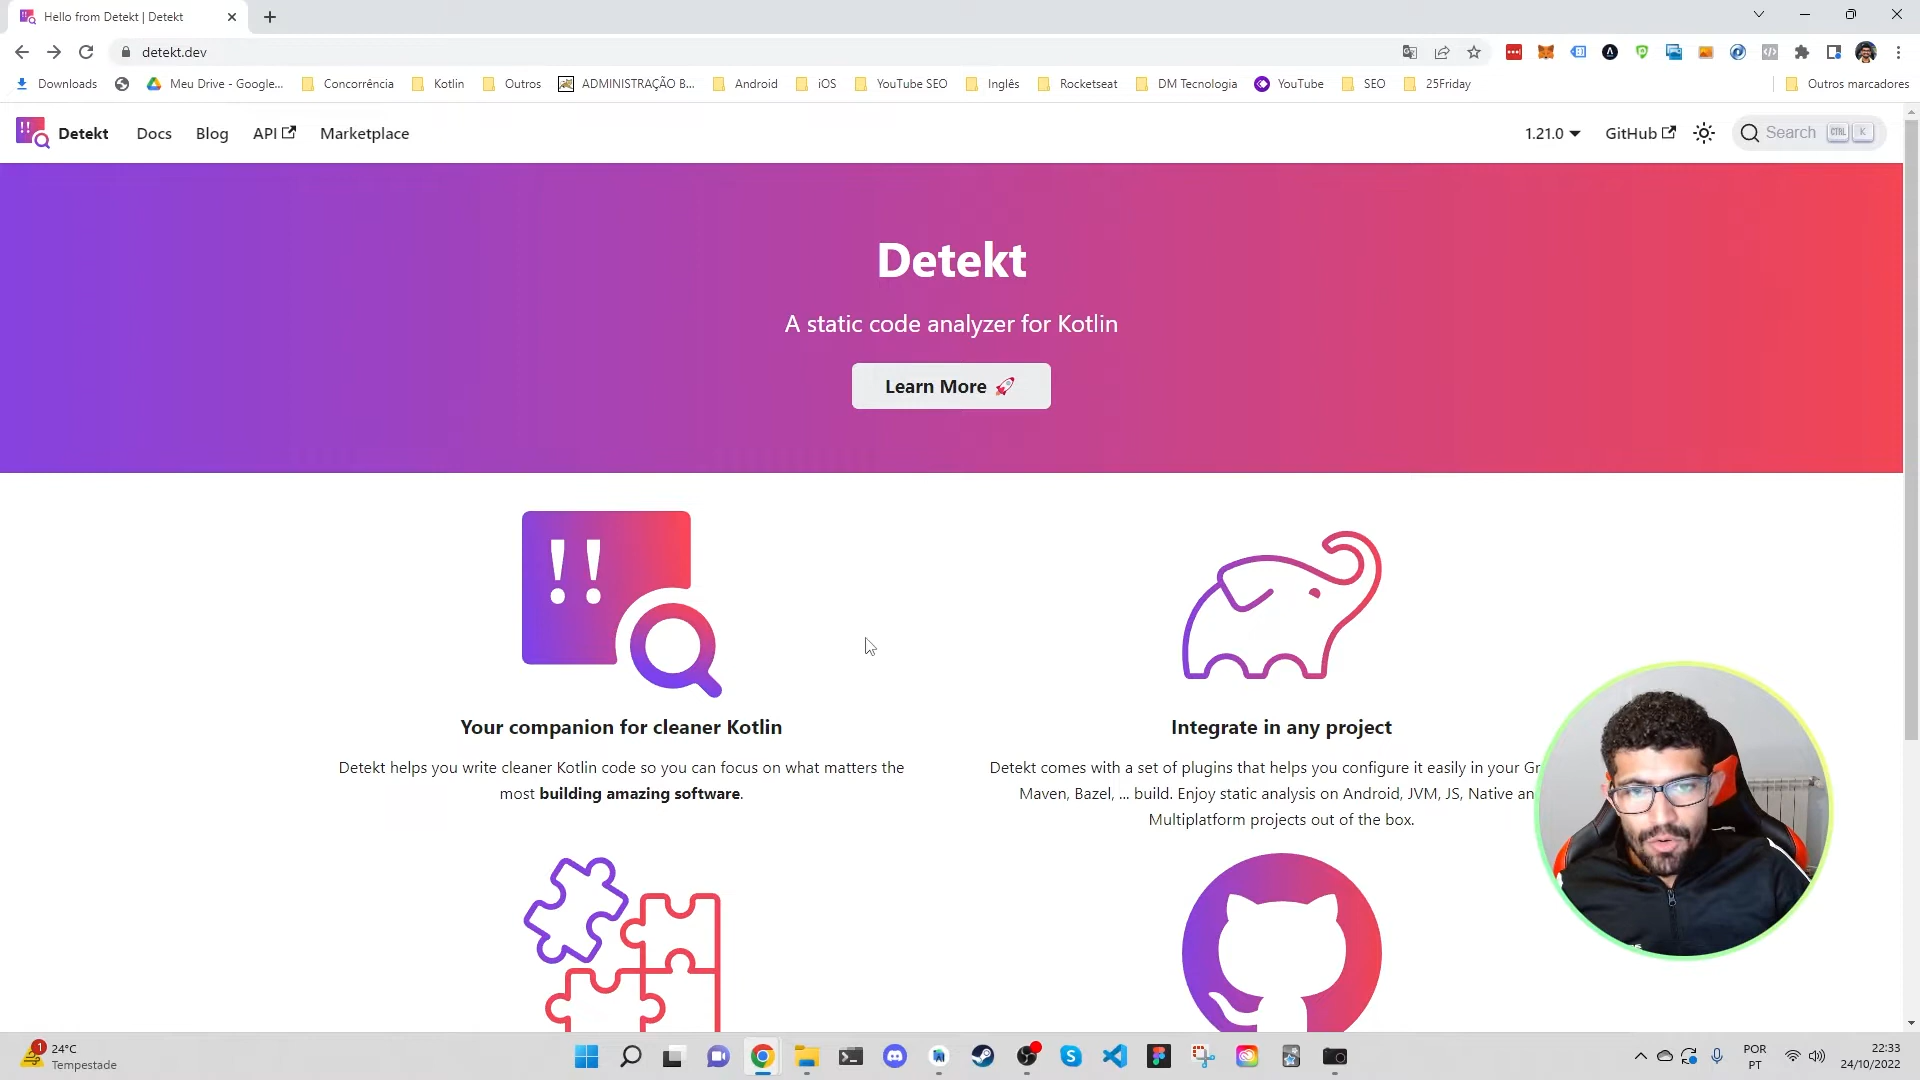 Hello from Detekt | Detekt
detekt.dev
Downloads
Meu Drive - Google...
Concorrência
Kotlin
Outros
ADMINISTRAÇÃO B...
Android
iOS
YouTube SEO
Inglês
Rocketseat
DM Tecnologia
YouTube
SEO
25Friday
Outros marcadores
!!
Detekt
Docs
Blog
API
Marketplace
1.21.0
GitHub
Search
CTRL
K
Detekt
A static code analyzer for Kotlin
Learn More 🚀
!!
Your companion for cleaner Kotlin
Detekt helps you write cleaner Kotlin code so you can focus on what matters the
most building amazing software.
Integrate in any project
Detekt comes with a set of plugins that helps you configure it easily in your Gr
Maven, Bazel, ... build. Enjoy static analysis on Android, JVM, JS, Native an
Multiplatform projects out of the box.
1
24°C
Tempestade
POR
PT
22:33
24/10/2022